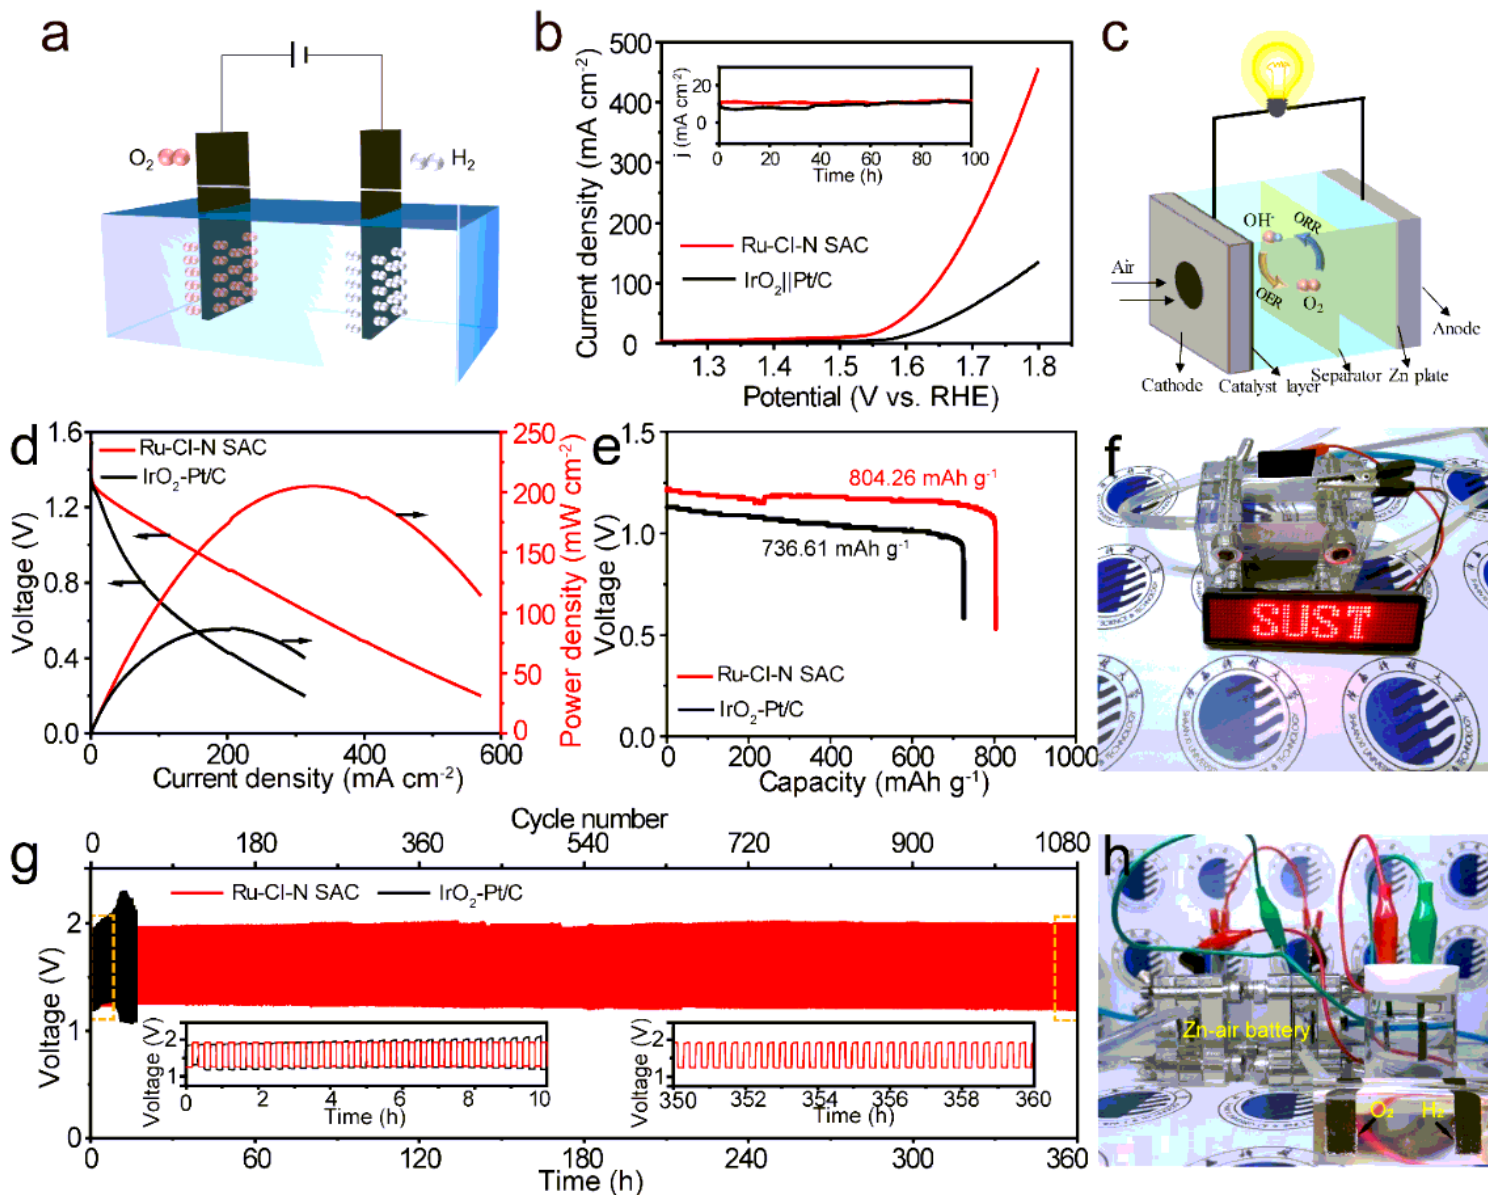 a
O₂
H₂
b
Current density (mA cm⁻²)
500
400
300
200
100
0
j (mA cm⁻²)
20
0
0 20 40 60 80 100
Time (h)
Ru-Cl-N SAC
IrO₂||Pt/C
1.3 1.4 1.5 1.6 1.7 1.8
Potential (V vs. RHE)
c
OH⁻
ORR
OER
O₂
Air
Anode
Cathode
Catalyst layer
Separator
Zn plate
d
Voltage (V)
1.6
1.2
0.8
0.4
0.0
Ru-Cl-N SAC
IrO₂-Pt/C
250
200
150
100
50
0
Power density (mW cm⁻²)
0 200 400 600
Current density (mA cm⁻²)
e
Voltage (V)
1.5
1.0
0.5
0.0
804.26 mAh g⁻¹
736.61 mAh g⁻¹
Ru-Cl-N SAC
IrO₂-Pt/C
0 200 400 600 800 1000
Capacity (mAh g⁻¹)
f
SUST
g
Cycle number
0 180 360 540 720 900 1080
Ru-Cl-N SAC
IrO₂-Pt/C
Voltage (V)
3
2
1
0
Voltage (V)
2
1
0 2 4 6 8 10
Time (h)
Voltage (V)
2
1
350 352 354 356 358 360
Time (h)
0 60 120 180 240 300 360
Time (h)
h
Zn-air battery
O₂
H₂